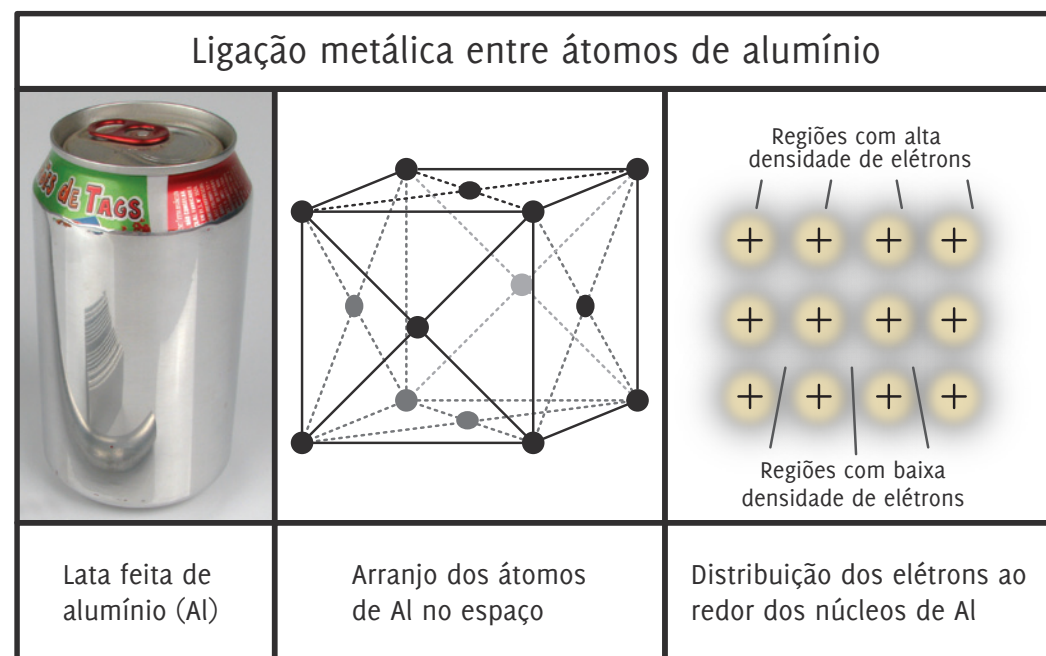 Ligação metálica entre átomos de alumínio
DE TAGS
Regiões com alta
densidade de elétrons
+ + + +
+ + + +
+ + + +
Regiões com baixa
densidade de elétrons
Lata feita de
alumínio (Al)
Arranjo dos átomos
de Al no espaço
Distribuição dos elétrons ao
redor dos núcleos de Al